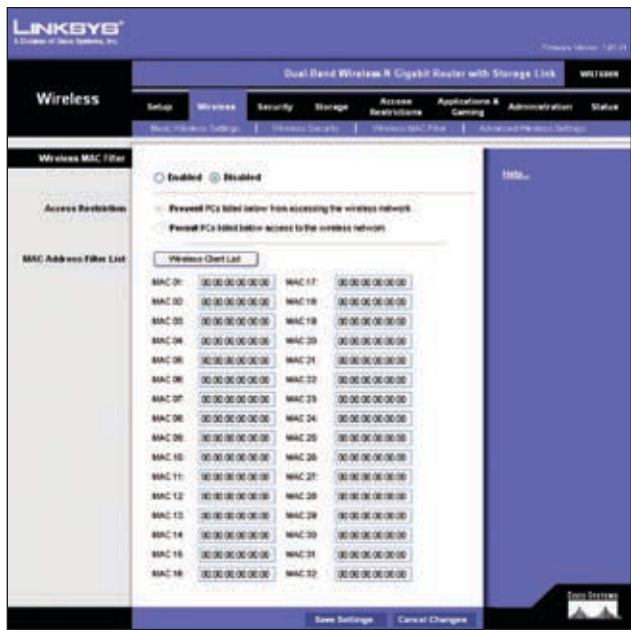 LINKSYS®
A Division of Cisco Systems, Inc.
Firmware Version:
Dual-Band Wireless-N Gigabit Router with Storage Link WRT600N
Wireless
Setup Wireless Security Storage Access Restrictions Applications & Gaming Administration Status
Basic Wireless Settings | Wireless Security | Wireless MAC Filter | Advanced Wireless Settings
Wireless MAC Filter
Enabled Disabled
Help...
Access Restriction
Prevent PCs listed below from accessing the wireless network
Permit PCs listed below access to the wireless network
MAC Address Filter List
Wireless Client List
MAC 01: 00:00:00:00:00:00 MAC 17: 00:00:00:00:00:00
MAC 02: 00:00:00:00:00:00 MAC 18: 00:00:00:00:00:00
MAC 03: 00:00:00:00:00:00 MAC 19: 00:00:00:00:00:00
MAC 04: 00:00:00:00:00:00 MAC 20: 00:00:00:00:00:00
MAC 05: 00:00:00:00:00:00 MAC 21: 00:00:00:00:00:00
MAC 06: 00:00:00:00:00:00 MAC 22: 00:00:00:00:00:00
MAC 07: 00:00:00:00:00:00 MAC 23: 00:00:00:00:00:00
MAC 08: 00:00:00:00:00:00 MAC 24: 00:00:00:00:00:00
MAC 09: 00:00:00:00:00:00 MAC 25: 00:00:00:00:00:00
MAC 10: 00:00:00:00:00:00 MAC 26: 00:00:00:00:00:00
MAC 11: 00:00:00:00:00:00 MAC 27: 00:00:00:00:00:00
MAC 12: 00:00:00:00:00:00 MAC 28: 00:00:00:00:00:00
MAC 13: 00:00:00:00:00:00 MAC 29: 00:00:00:00:00:00
MAC 14: 00:00:00:00:00:00 MAC 30: 00:00:00:00:00:00
MAC 15: 00:00:00:00:00:00 MAC 31: 00:00:00:00:00:00
MAC 16: 00:00:00:00:00:00 MAC 32: 00:00:00:00:00:00
Save Settings Cancel Changes
CISCO SYSTEMS